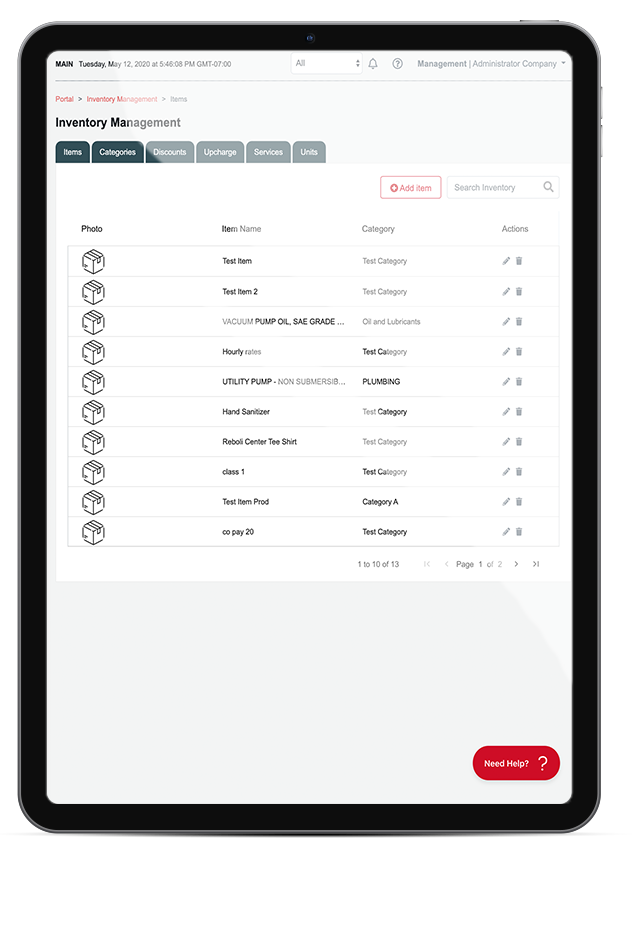 MAIN Tuesday, May 12, 2020 at 5:46:08 PM GMT-07:00 All Management | Administrator Company
Portal > Inventory Management > Items
Inventory Management
Items Categories Discounts Upcharge Services Units
Add item Search Inventory
Photo Item Name Category Actions
Test Item Test Category
Test Item 2 Test Category
VACUUM PUMP OIL, SAE GRADE ... Oil and Lubricants
Hourly rates Test Category
UTILITY PUMP - NON SUBMERSIB... PLUMBING
Hand Sanitizer Test Category
Reboli Center Tee Shirt Test Category
class 1 Test Category
Test Item Prod Category A
co pay 20 Test Category
1 to 10 of 13 Page 1 of 2
Need Help? ?